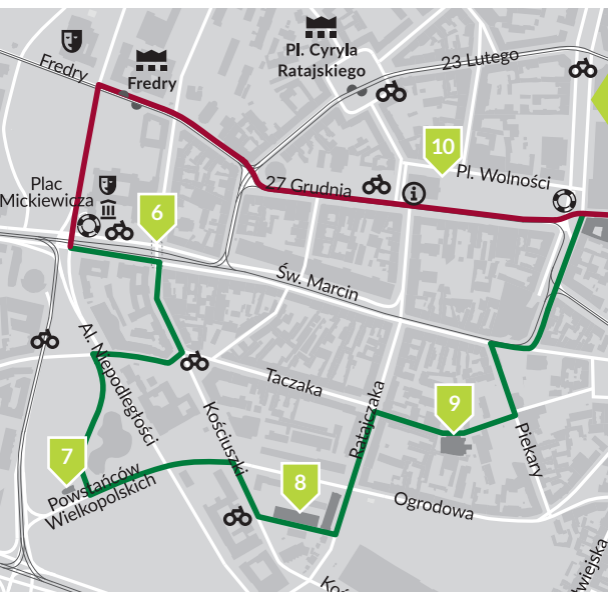 Fredry
Fredry
Pl. Cyryla
Ratajskiego
23 Lutego
10
Pl. Wolności
27 Grudnia
Plac
Mickiewicza
6
Św. Marcin
Al. Niepodległości
Taczaka
Kościuszki
Ratajczaka
9
Piekary
7
Powstańców
Wielkopolskich
8
Ogrodowa